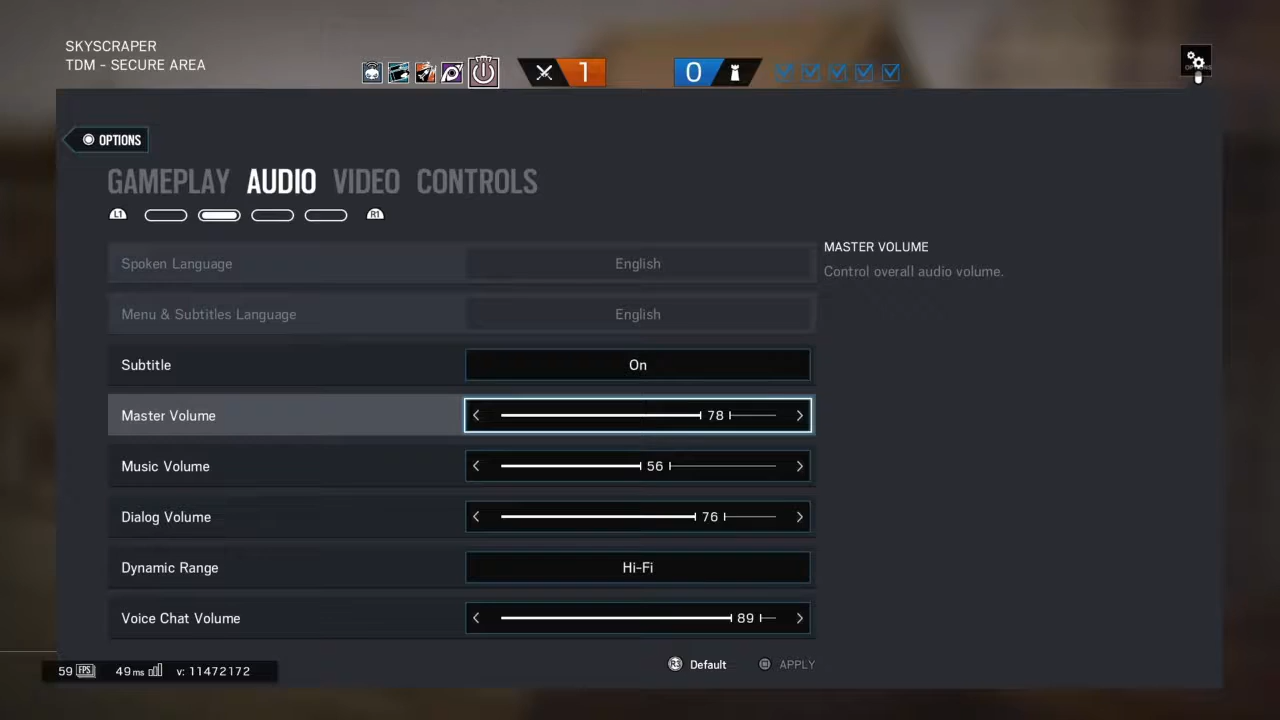 SKYSCRAPER
TDM - SECURE AREA
1
0
OPTIONS
GAMEPLAY AUDIO VIDEO CONTROLS
L1 R1
Spoken Language English
MASTER VOLUME
Control overall audio volume.
Menu & Subtitles Language English
Subtitle On
Master Volume 78
Music Volume 56
Dialog Volume 76
Dynamic Range Hi-Fi
Voice Chat Volume 89
R3 Default APPLY
59 FPS 49 ms v: 11472172